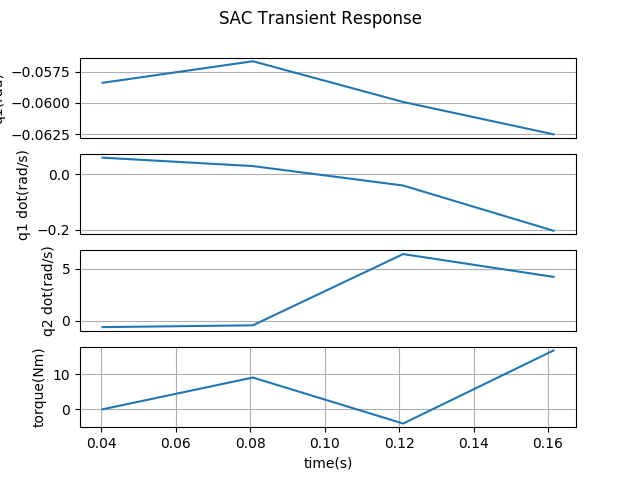 SAC Transient Response
−0.0575
−0.0600
−0.0625
0.0
−0.2
q1 dot(rad/s)
5
0
q2 dot(rad/s)
10
0
torque(Nm)
0.04 0.06 0.08 0.10 0.12 0.14 0.16
time(s)